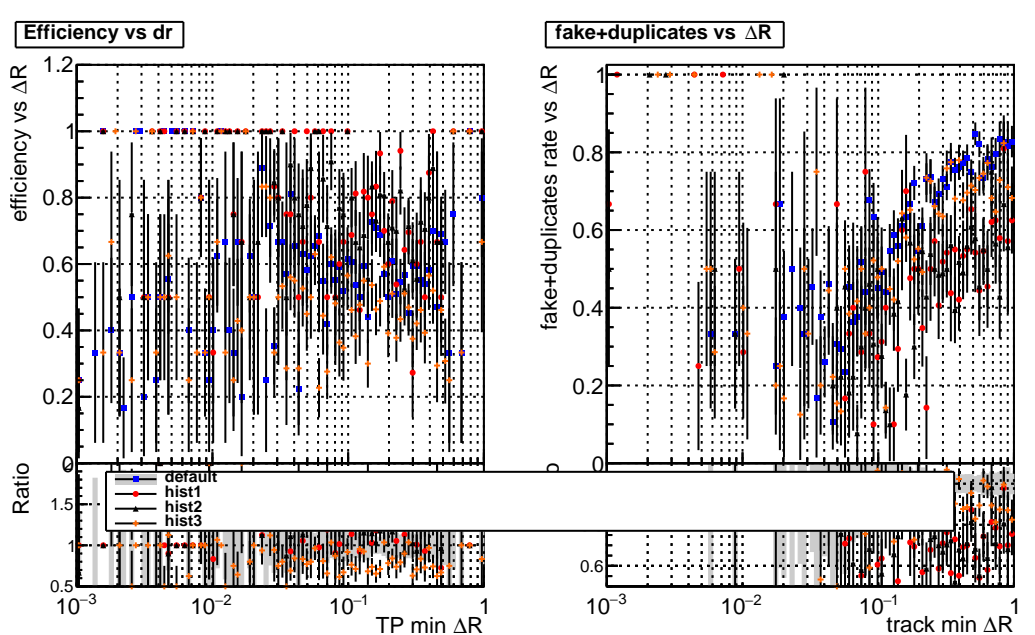 Efficiency vs dr
fake+duplicates vs ΔR
efficiency vs ΔR
1.2
1
0.8
0.6
0.4
0.2
0
fake+duplicates rate vs ΔR
1
0.8
0.6
0.4
0.2
0
Ratio
1.5
1
0.5
0.6
default
hist1
hist2
hist3
10⁻³
10⁻²
10⁻¹
1
TP min ΔR
10⁻³
10⁻²
10⁻¹
1
track min ΔR